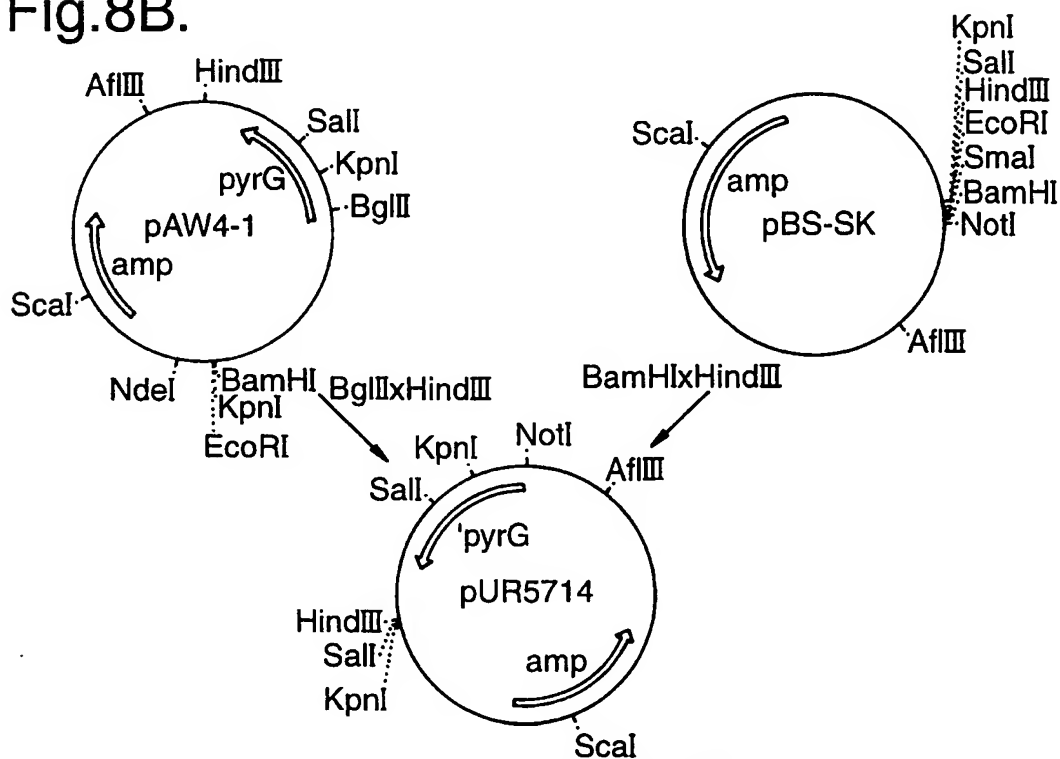 Fig.8B.
AflIII
HindIII
SalI
KpnI
BglII
pyrG
pAW4-1
amp
ScaI
NdeI
BamHI
KpnI
EcoRI
BglIIxHindIII
KpnI
SalI
HindIII
EcoRI
SmaI
BamHI
NotI
ScaI
amp
pBS-SK
AflIII
BamHIxHindIII
KpnI
NotI
AflIII
SalI
'pyrG
pUR5714
HindIII
SalI
KpnI
amp
ScaI